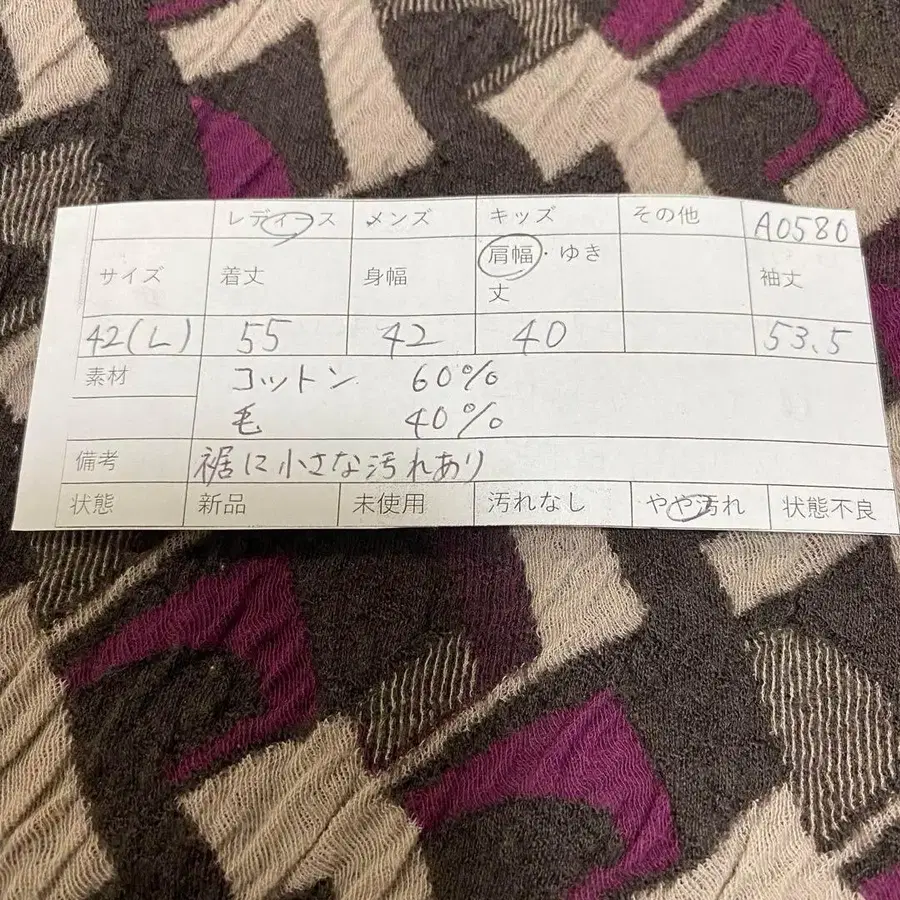 レディース メンズ キッズ その他 A0580
サイズ 着丈 身幅 肩幅・ゆき丈 袖丈
42(L) 55 42 40 53.5
素材 コットン 60%
毛 40%
備考 裾に小さな汚れあり
状態 新品 未使用 汚れなし やや汚れ 状態不良